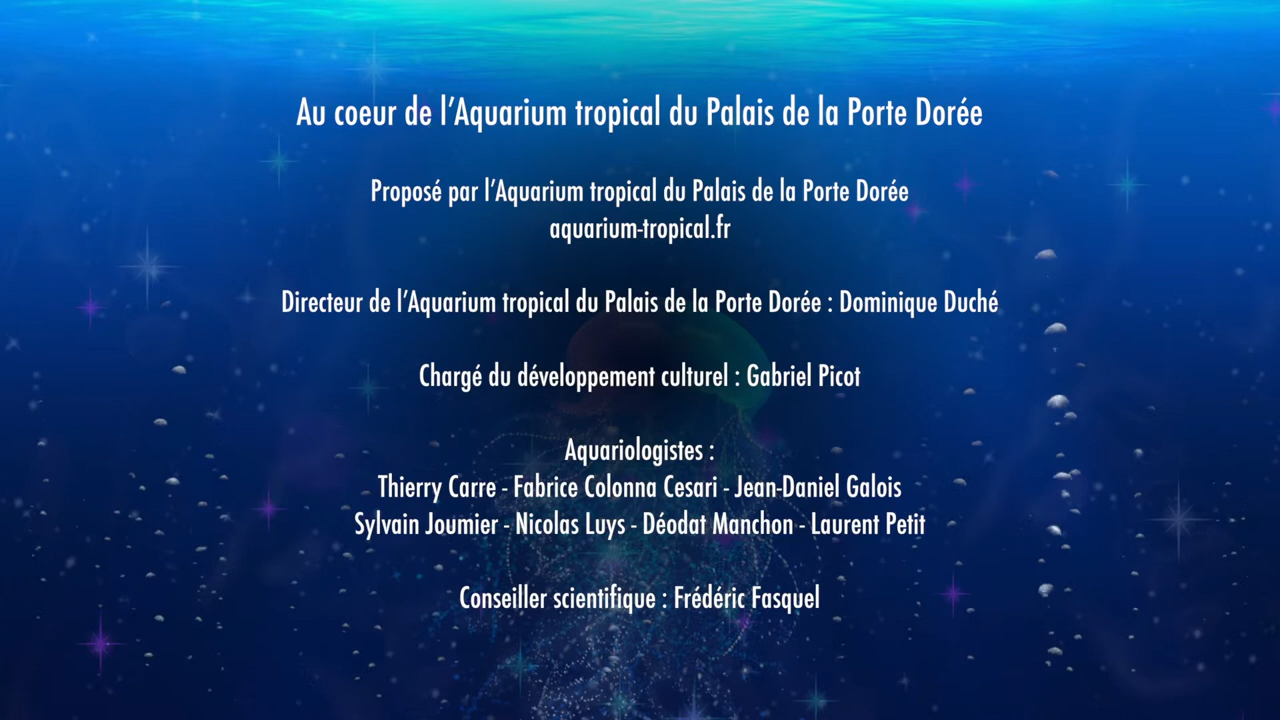 Au coeur de l’Aquarium tropical du Palais de la Porte Dorée
Proposé par l’Aquarium tropical du Palais de la Porte Dorée
aquarium-tropical.fr
Directeur de l’Aquarium tropical du Palais de la Porte Dorée : Dominique Duché
Chargé du développement culturel : Gabriel Picot
Aquariologistes :
Thierry Carre - Fabrice Colonna Cesari - Jean-Daniel Galois
Sylvain Joumier - Nicolas Luys - Déodat Manchon - Laurent Petit
Conseiller scientifique : Frédéric Fasquel